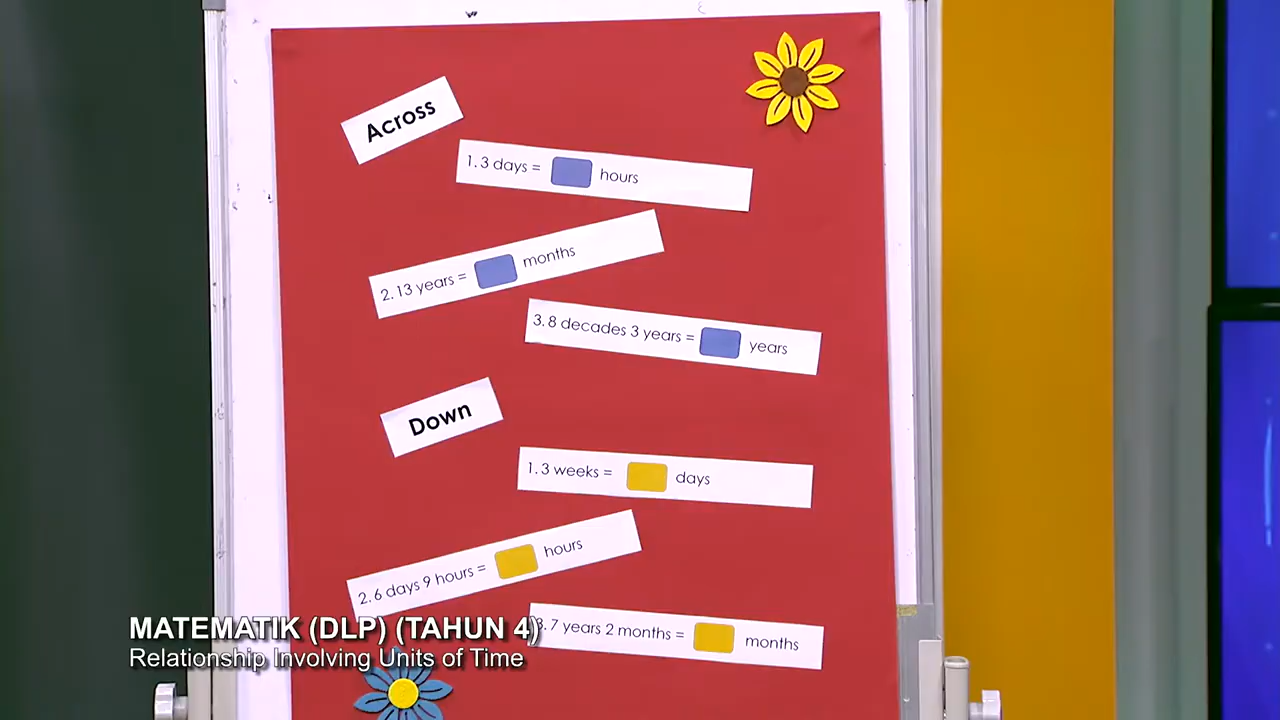 Across
1. 3 days = hours
2. 13 years = months
3. 8 decades 3 years = years
Down
1. 3 weeks = days
2. 6 days 9 hours = hours
3. 7 years 2 months = months
MATEMATIK (DLP) (TAHUN 4)
Relationship Involving Units of Time